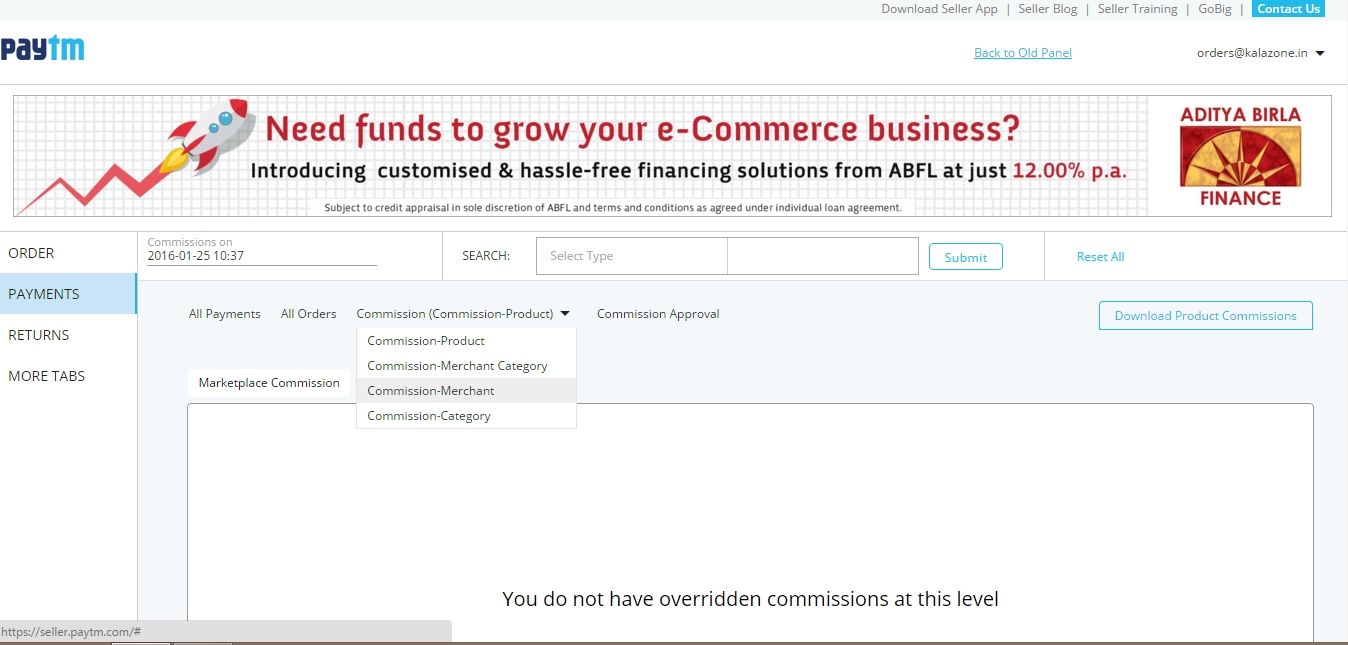 Download Seller App | Seller Blog | Seller Training | GoBig | Contact Us
paytm
Back to Old Panel
orders@kalazone.in
Need funds to grow your e-Commerce business?
Introducing customised & hassle-free financing solutions from ABFL at just 12.00% p.a.
Subject to credit appraisal in sole discretion of ABFL and terms and conditions as agreed under individual loan agreement.
ADITYA BIRLA
FINANCE
ORDER
PAYMENTS
RETURNS
MORE TABS
Commissions on
2016-01-25 10:37
SEARCH:
Select Type
Submit
Reset All
All Payments
All Orders
Commission (Commission-Product)
Commission Approval
Download Product Commissions
Commission-Product
Commission-Merchant Category
Commission-Merchant
Commission-Category
Marketplace Commission
You do not have overridden commissions at this level
https://seller.paytm.com/#